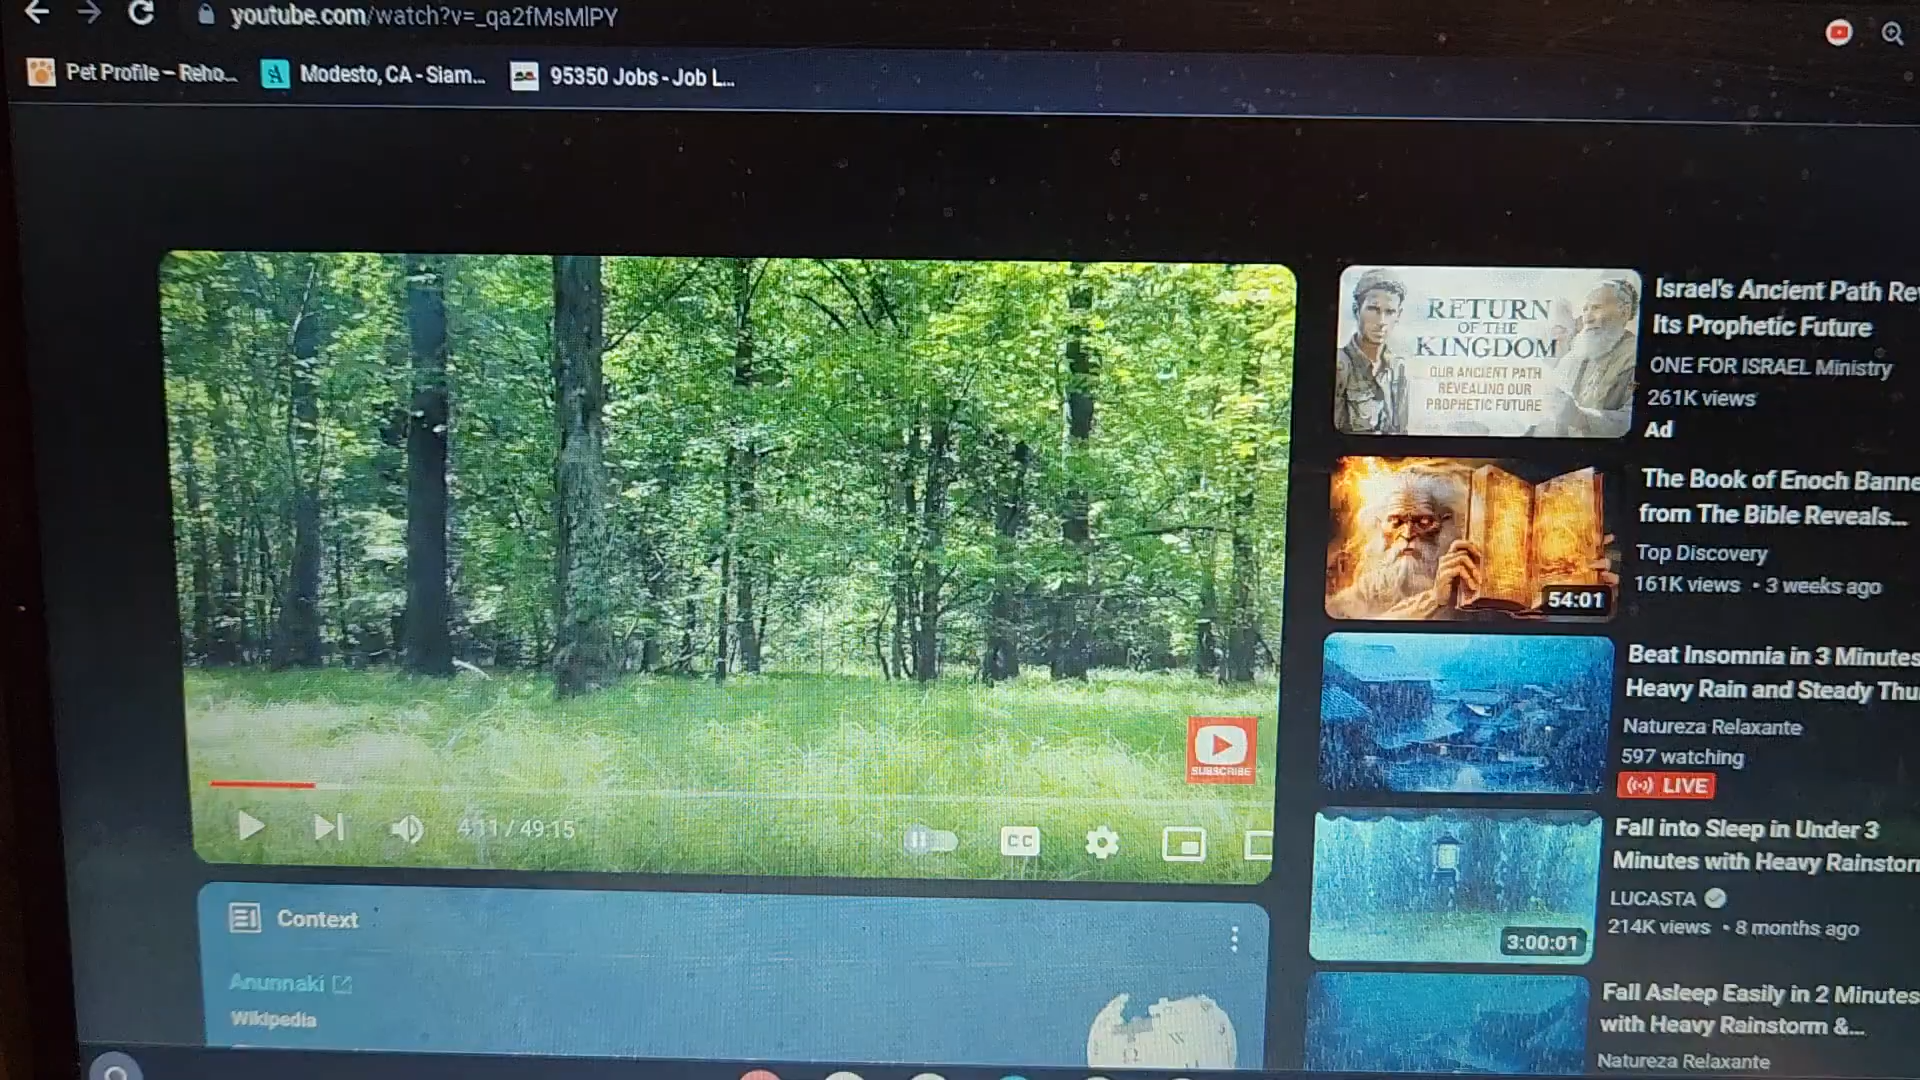 youtube.com/watch?v=_qa2fMsMlPY
Pet Profile – Reho...
Modesto, CA - Siam...
95350 Jobs - Job L...
RETURN
OF THE
KINGDOM
OUR ANCIENT PATH
REVEALING OUR
PROPHETIC FUTURE
Israel's Ancient Path Re
Its Prophetic Future
ONE FOR ISRAEL Ministry
261K views
Ad
54:01
The Book of Enoch Banne
from The Bible Reveals...
Top Discovery
161K views • 3 weeks ago
Beat Insomnia in 3 Minutes
Heavy Rain and Steady Thu
Natureza Relaxante
597 watching
LIVE
SUBSCRIBE
4:11 / 49:15
CC
3:00:01
Fall into Sleep in Under 3
Minutes with Heavy Rainstor
LUCASTA
214K views • 8 months ago
Context
Anunnaki
Wikipedia
Fall Asleep Easily in 2 Minutes
with Heavy Rainstorm &...
Natureza Relaxante